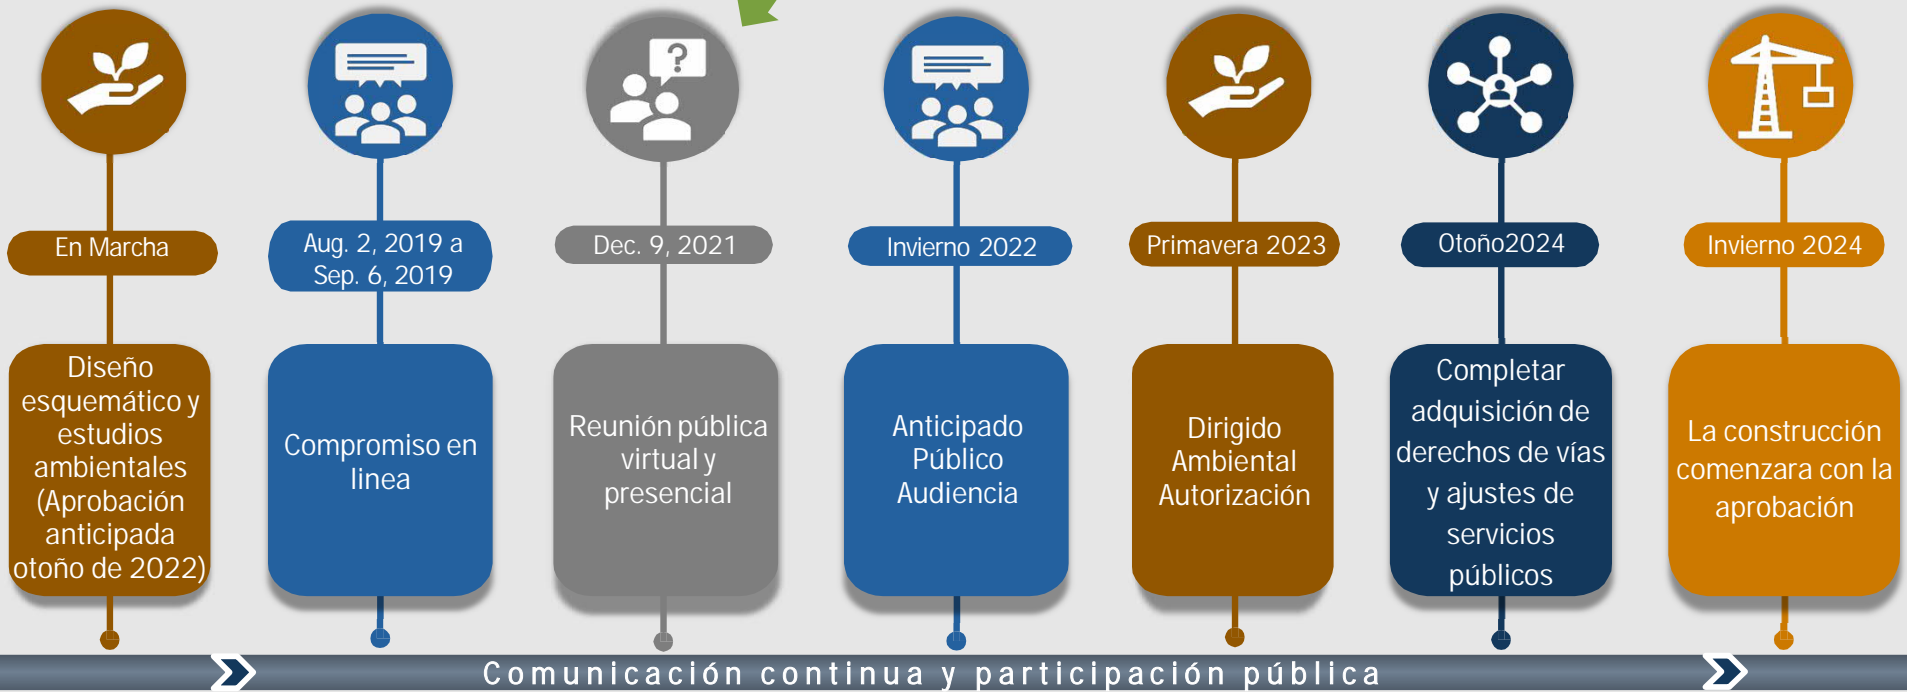 ?
En Marcha
Diseño
esquemático y
estudios
ambientales
(Aprobación
anticipada
otoño de 2022)
Aug. 2, 2019 a
Sep. 6, 2019
Compromiso en
linea
Dec. 9, 2021
Reunión pública
virtual y
presencial
Invierno 2022
Anticipado
Público
Audiencia
Primavera 2023
Dirigido
Ambiental
Autorización
Otoño2024
Completar
adquisición de
derechos de vías
y ajustes de
servicios
públicos
Invierno 2024
La construcción
comenzara con la
aprobación
Comunicación continua y participación pública